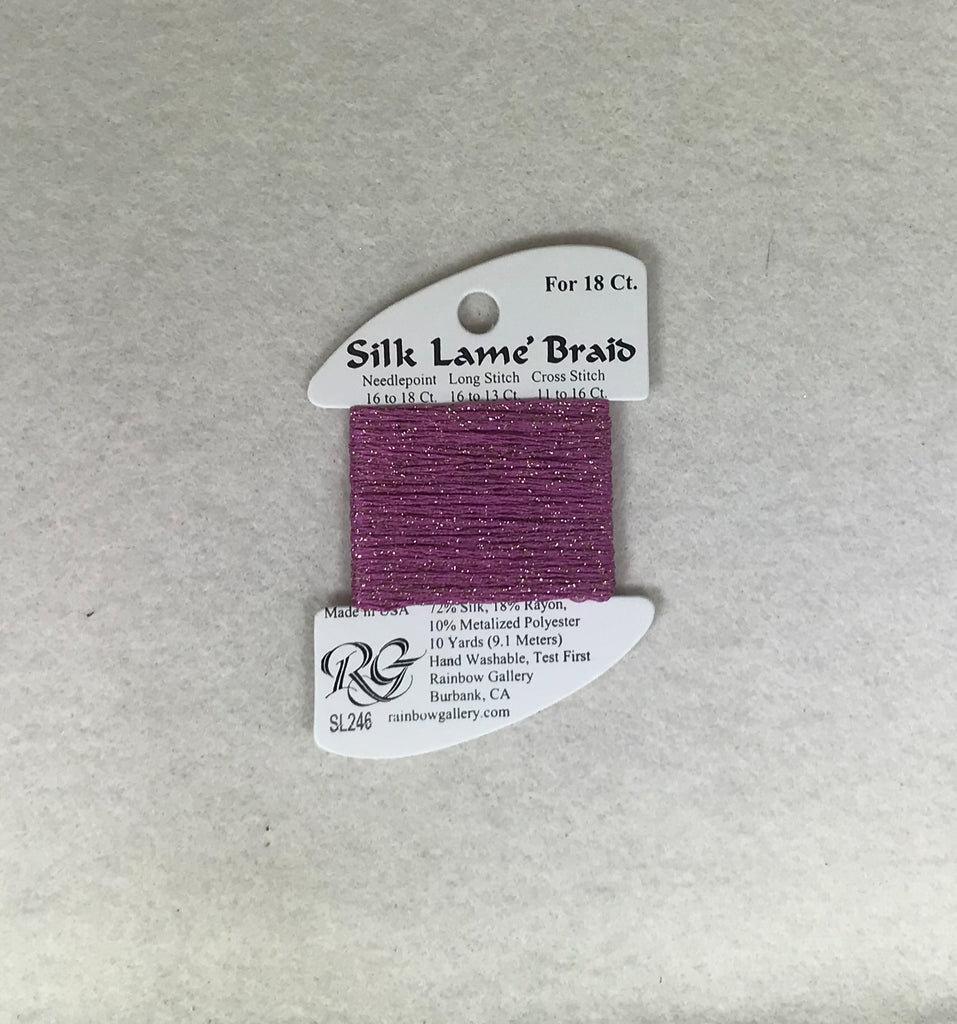 For 18 Ct.
Silk Lame' Braid
Needlepoint Long Stitch Cross Stitch
16 to 18 Ct. 16 to 13 Ct. 11 to 16 Ct.
Made in USA
72% Silk, 18% Rayon,
10% Metalized Polyester
10 Yards (9.1 Meters)
Hand Washable, Test First
Rainbow Gallery
Burbank, CA
rainbowgallery.com
RG
SL246